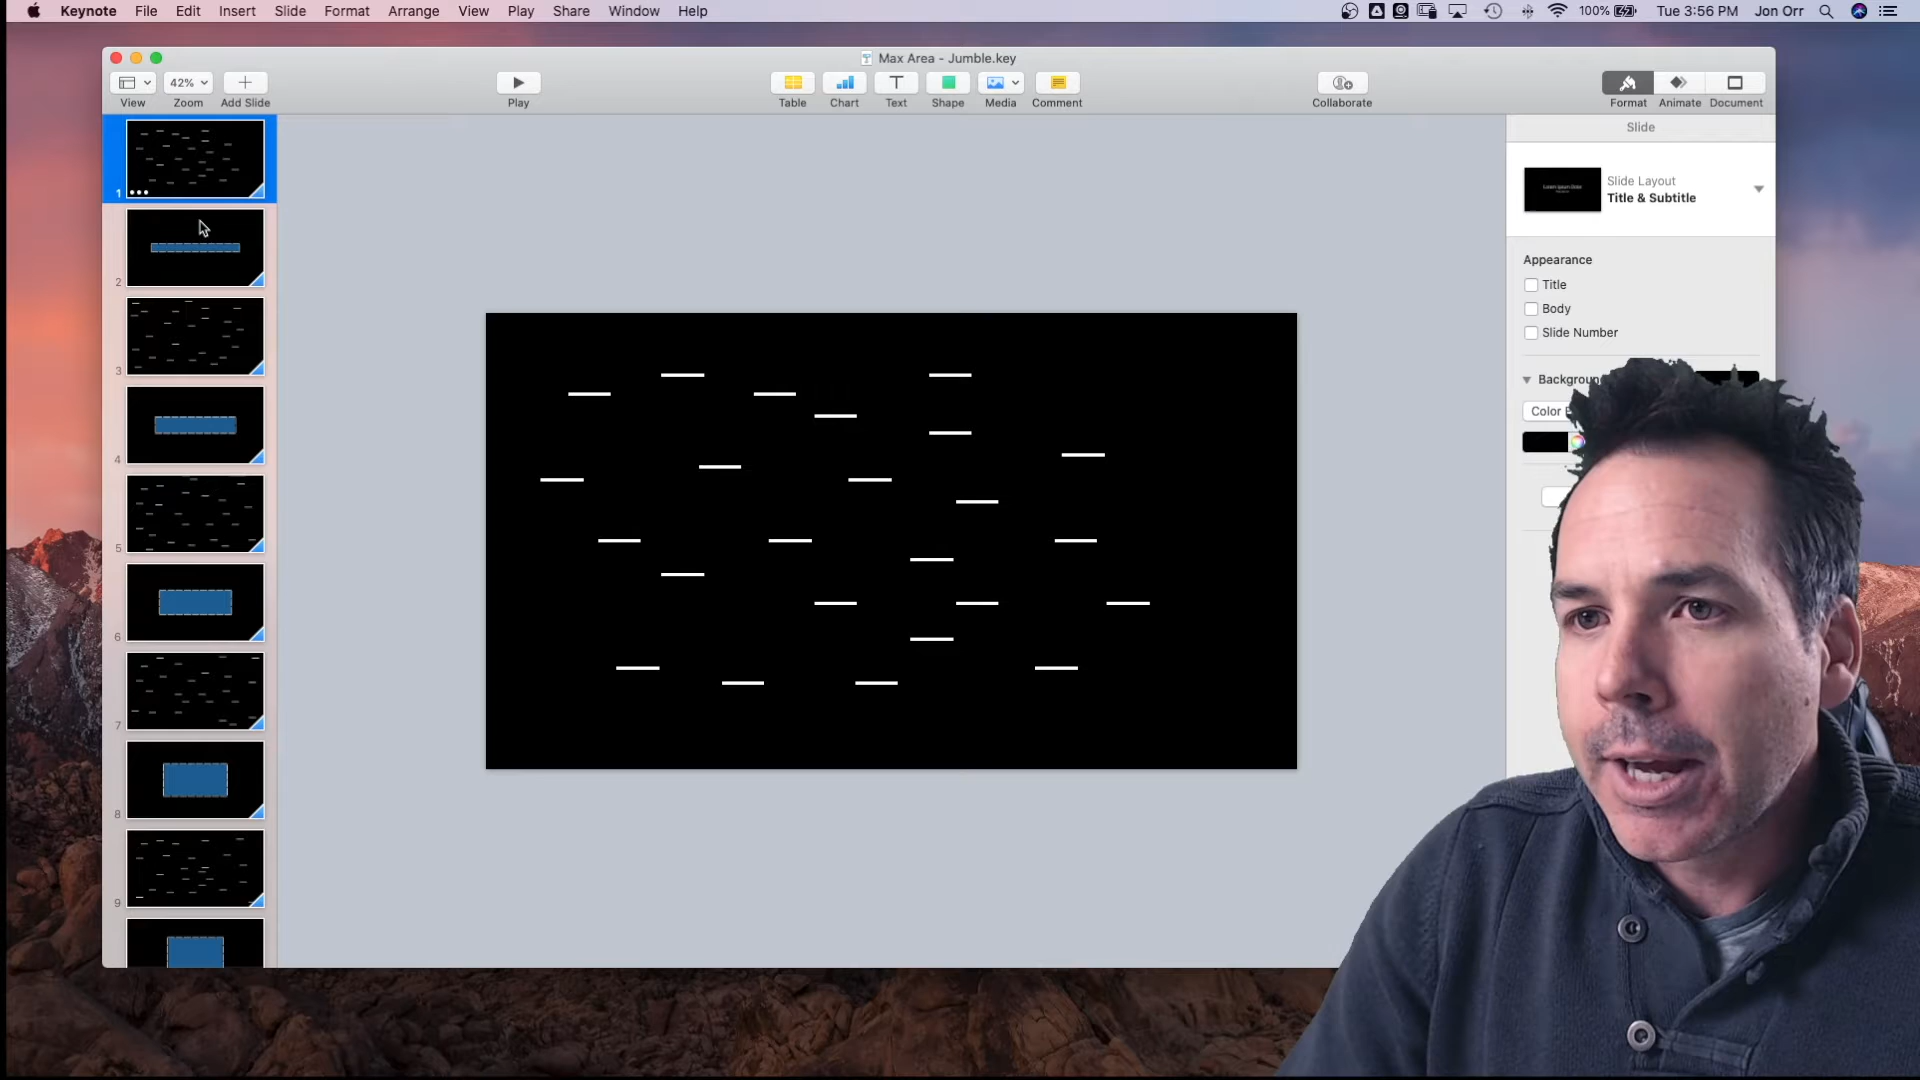 Keynote File Edit Insert Slide Format Arrange View Play Share Window Help 100% Tue 3:56 PM Jon Orr
Max Area - Jumble.key
42%
View Zoom Add Slide Play Table Chart Text Shape Media Comment Collaborate Format Animate Document
Slide
Slide Layout
Title & Subtitle
Appearance
Title
Body
Slide Number
Color
1
2
3
4
5
6
7
8
9